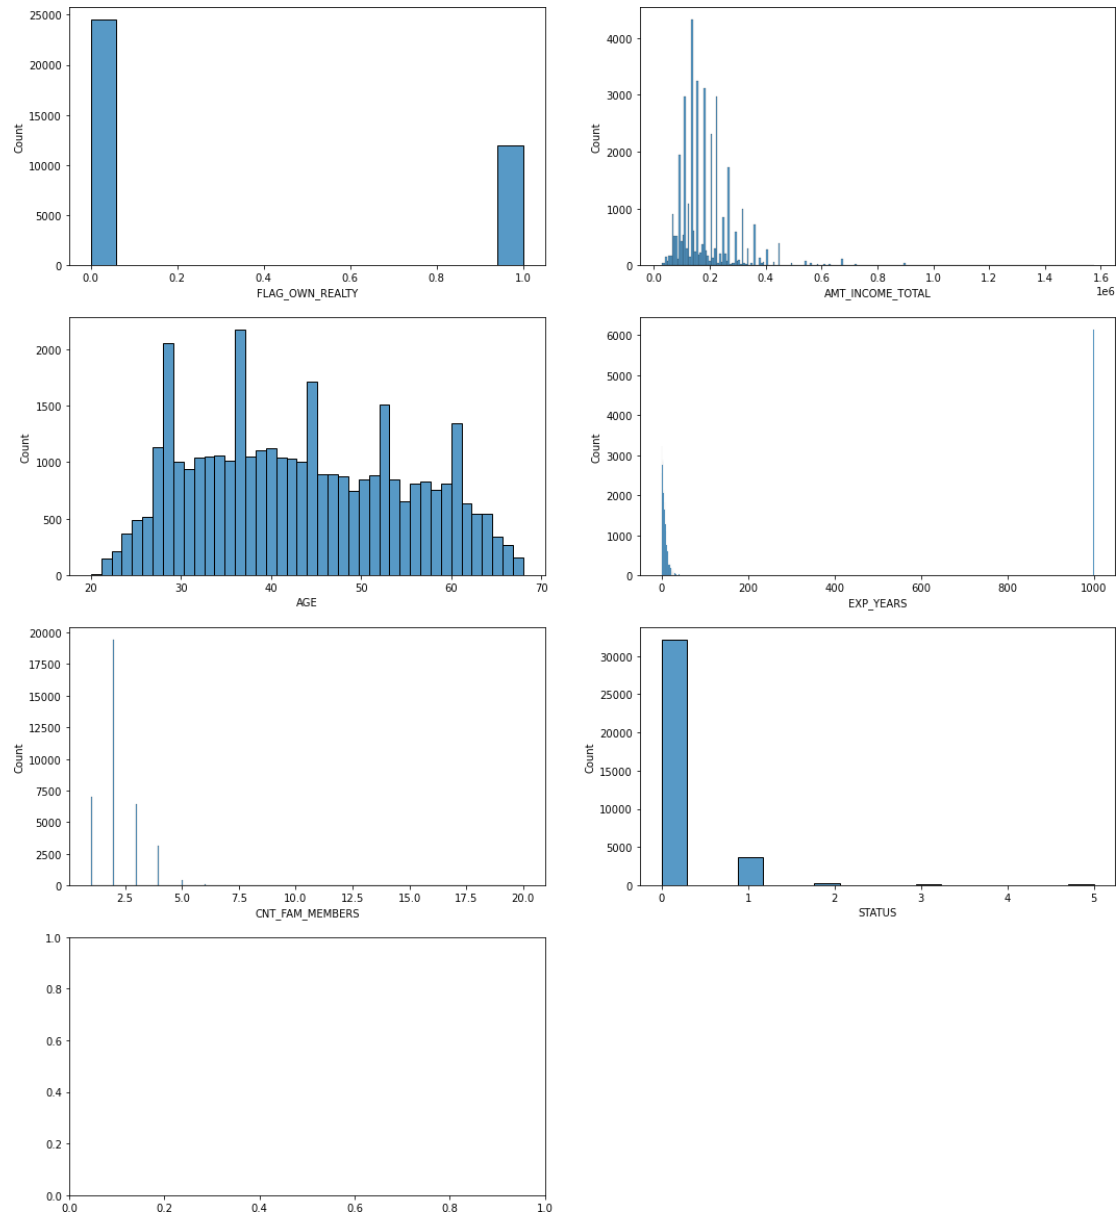 25000
20000
15000
10000
5000
0
Count
0.0 0.2 0.4 0.6 0.8 1.0
FLAG_OWN_REALTY
4000
3000
2000
1000
0
Count
0.0 0.2 0.4 0.6 0.8 1.0 1.2 1.4 1.6
1e6
AMT_INCOME_TOTAL
2000
1500
1000
500
0
Count
20 30 40 50 60 70
AGE
6000
5000
4000
3000
2000
1000
0
Count
0 200 400 600 800 1000
EXP_YEARS
20000
17500
15000
12500
10000
7500
5000
2500
0
Count
2.5 5.0 7.5 10.0 12.5 15.0 17.5 20.0
CNT_FAM_MEMBERS
30000
25000
20000
15000
10000
5000
0
Count
0 1 2 3 4 5
STATUS
1.0
0.8
0.6
0.4
0.2
0.0
0.0 0.2 0.4 0.6 0.8 1.0